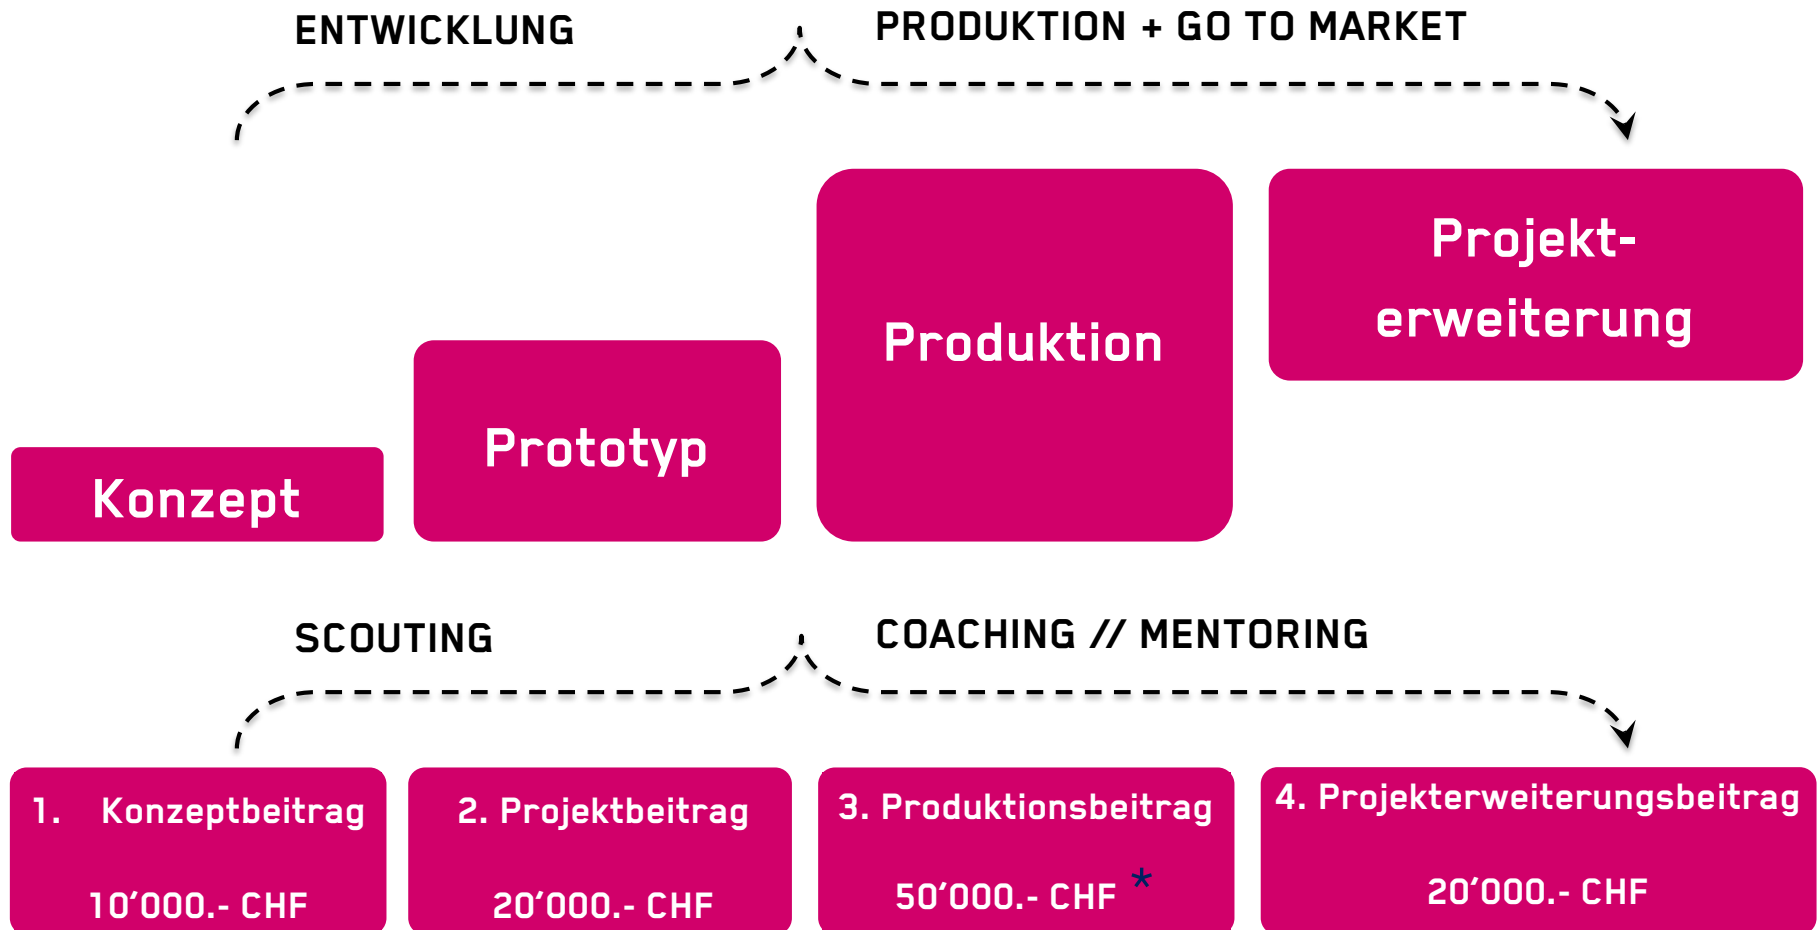 ENTWICKLUNG
PRODUKTION + GO TO MARKET
Konzept
Prototyp
Produktion
Projekt-
erweiterung
SCOUTING
COACHING // MENTORING
1. Konzeptbeitrag
10’000.- CHF
2. Projektbeitrag
20’000.- CHF
3. Produktionsbeitrag
50’000.- CHF *
4. Projekterweiterungsbeitrag
20’000.- CHF